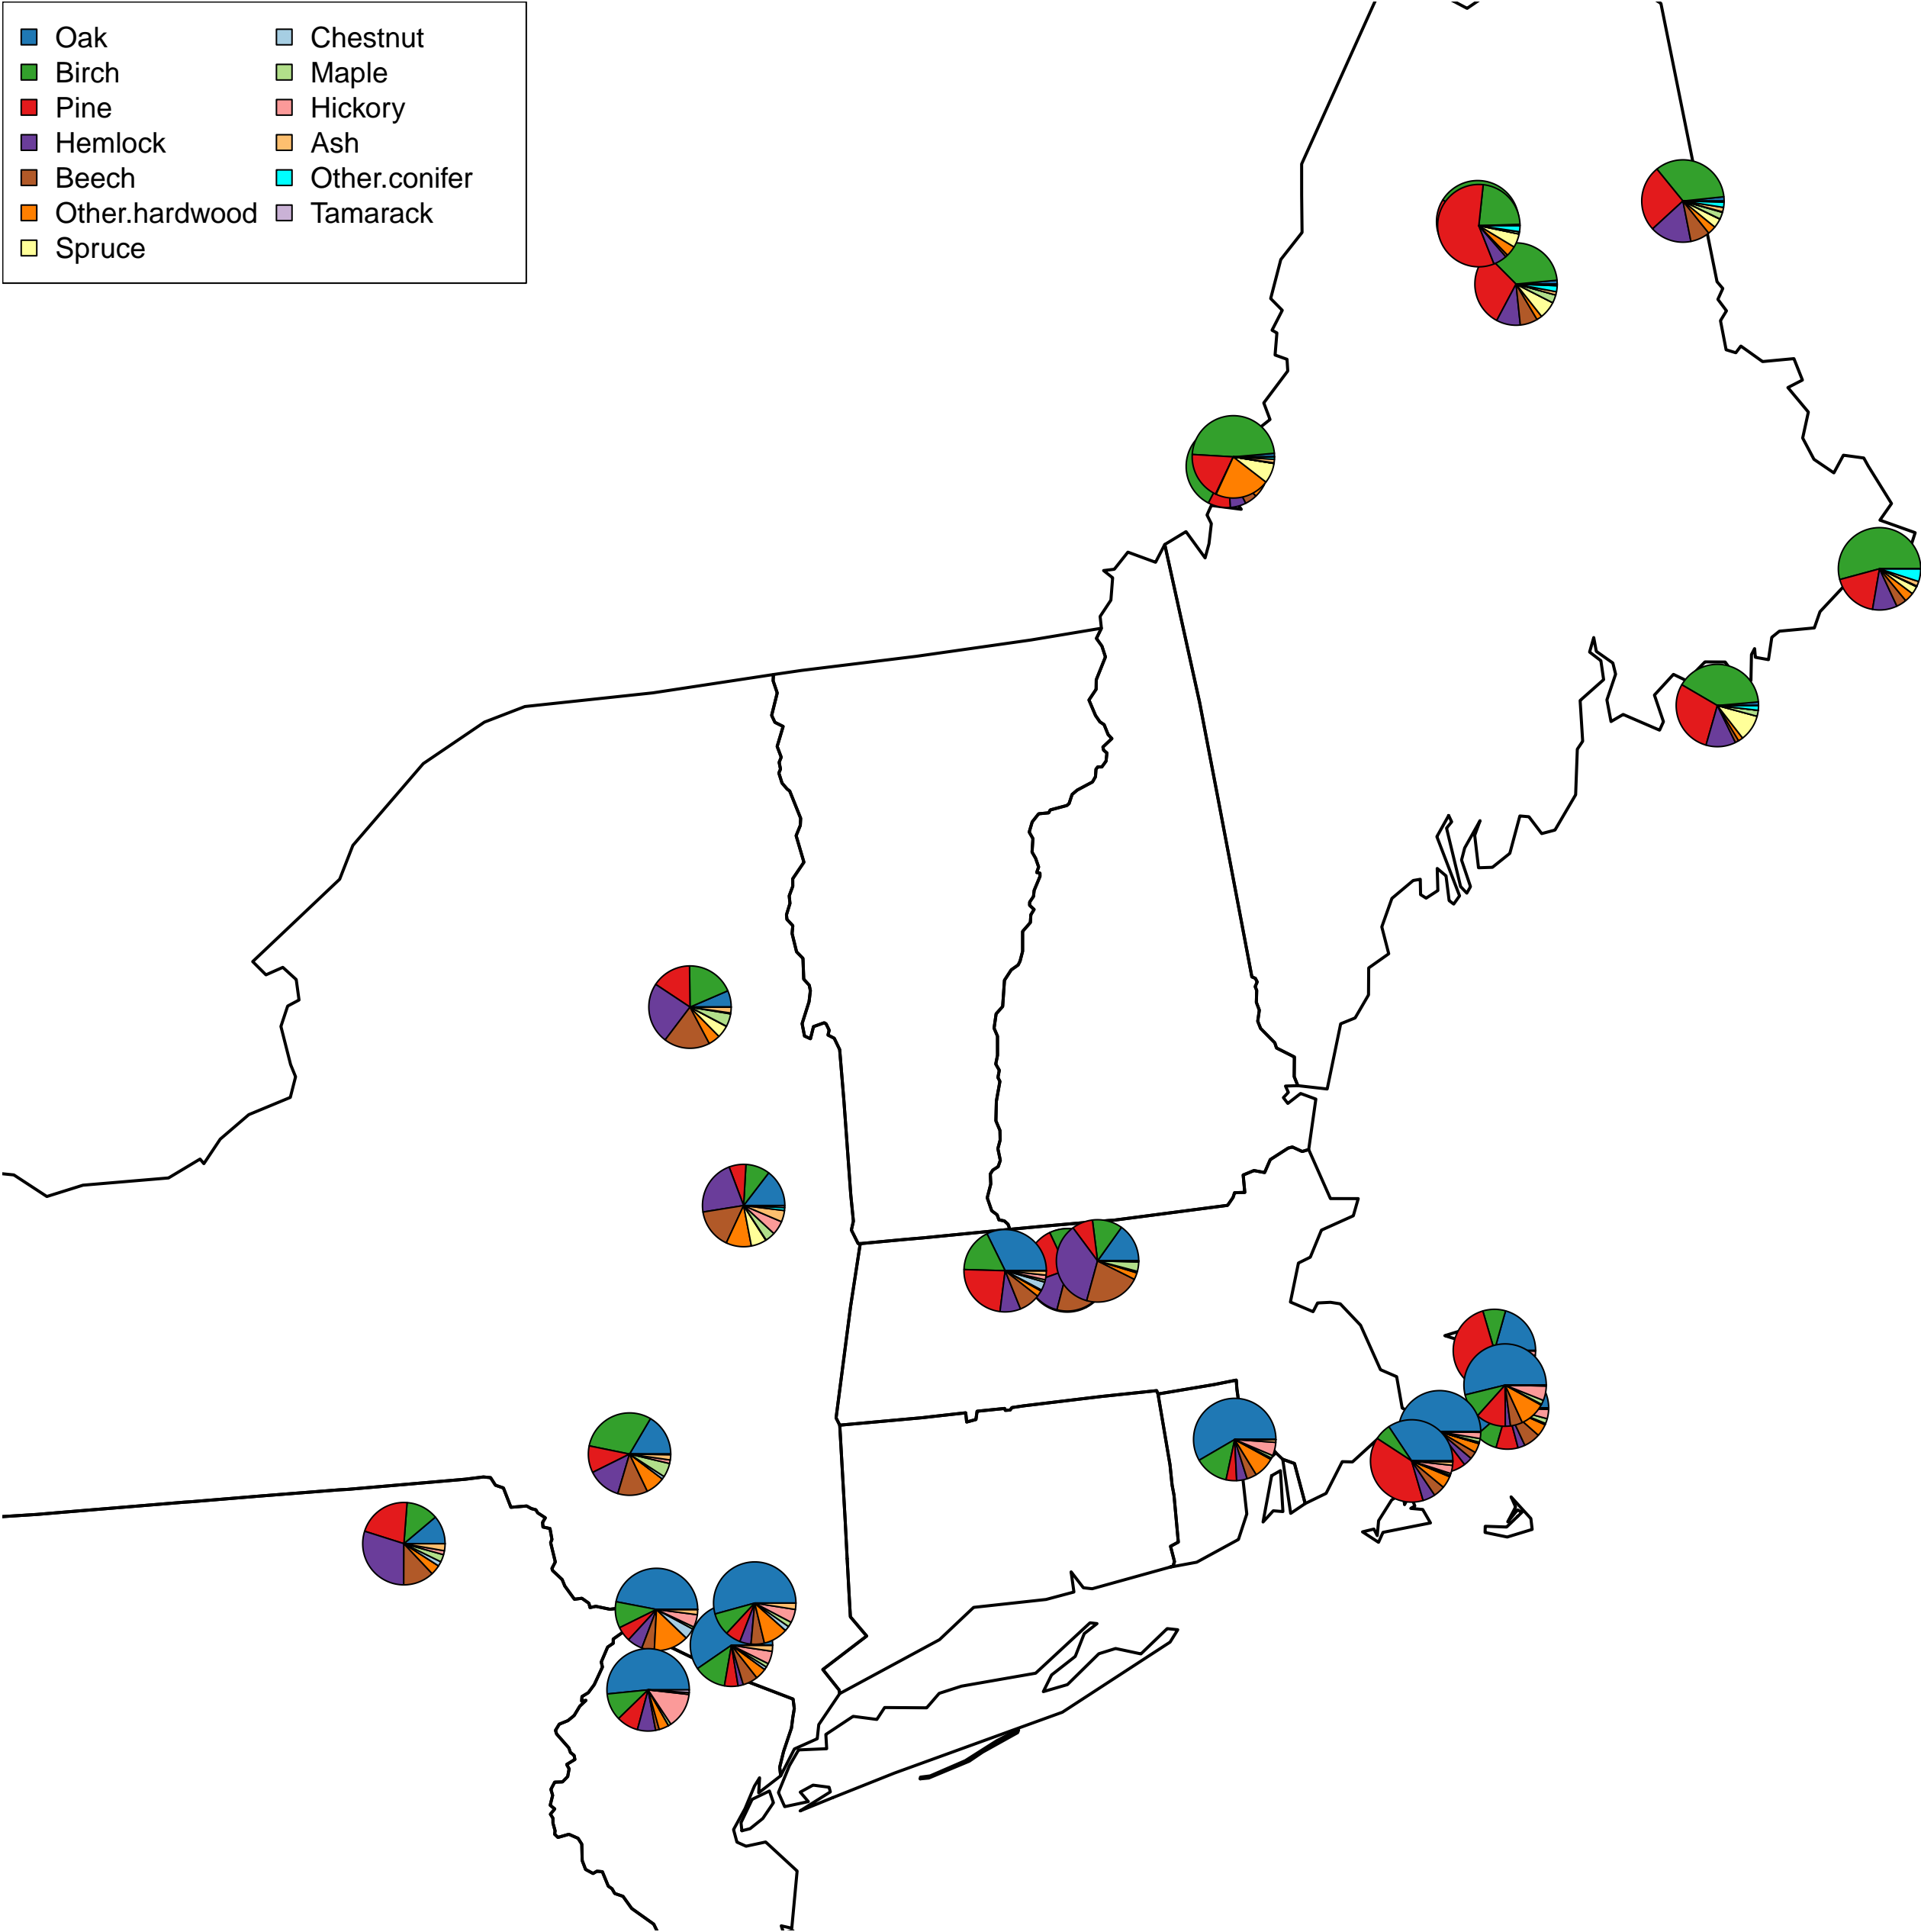 Oak
Birch
Pine
Hemlock
Beech
Other.hardwood
Spruce
Chestnut
Maple
Hickory
Ash
Other.conifer
Tamarack